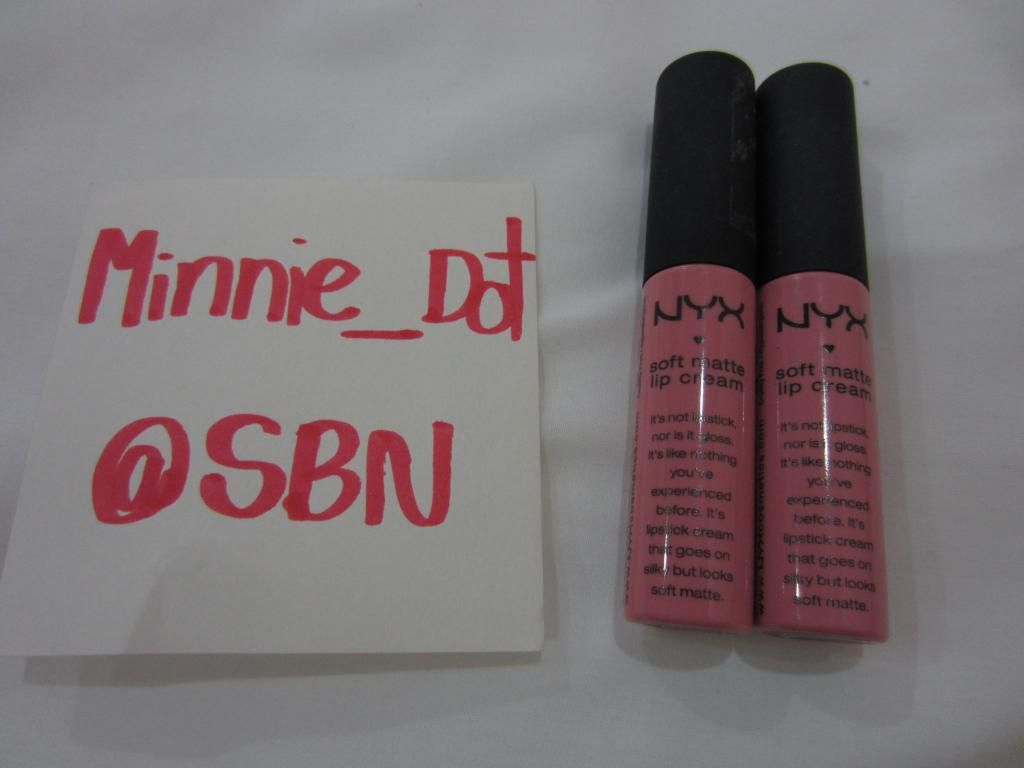 Minnie_Dot
@SBN
NYX
soft matte
lip cream
It's not lipstick,
nor is it gloss.
It's like nothing
you've
experienced
before. It's
lipstick cream
that goes on
silky but looks
soft matte.
NYX
soft matte
lip cream
It's not lipstick,
nor is it gloss.
It's like nothing
you've
experienced
before. It's
lipstick cream
that goes on
silky but looks
soft matte.
www.NYXcosmetics.com